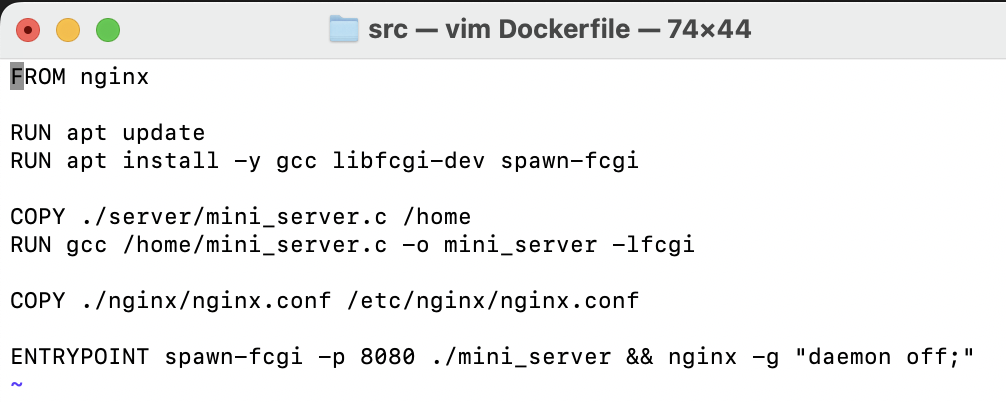 src — vim Dockerfile — 74×44
FROM nginx
RUN apt update
RUN apt install -y gcc libfcgi-dev spawn-fcgi
COPY ./server/mini_server.c /home
RUN gcc /home/mini_server.c -o mini_server -lfcgi
COPY ./nginx/nginx.conf /etc/nginx/nginx.conf
ENTRYPOINT spawn-fcgi -p 8080 ./mini_server && nginx -g "daemon off;"
~